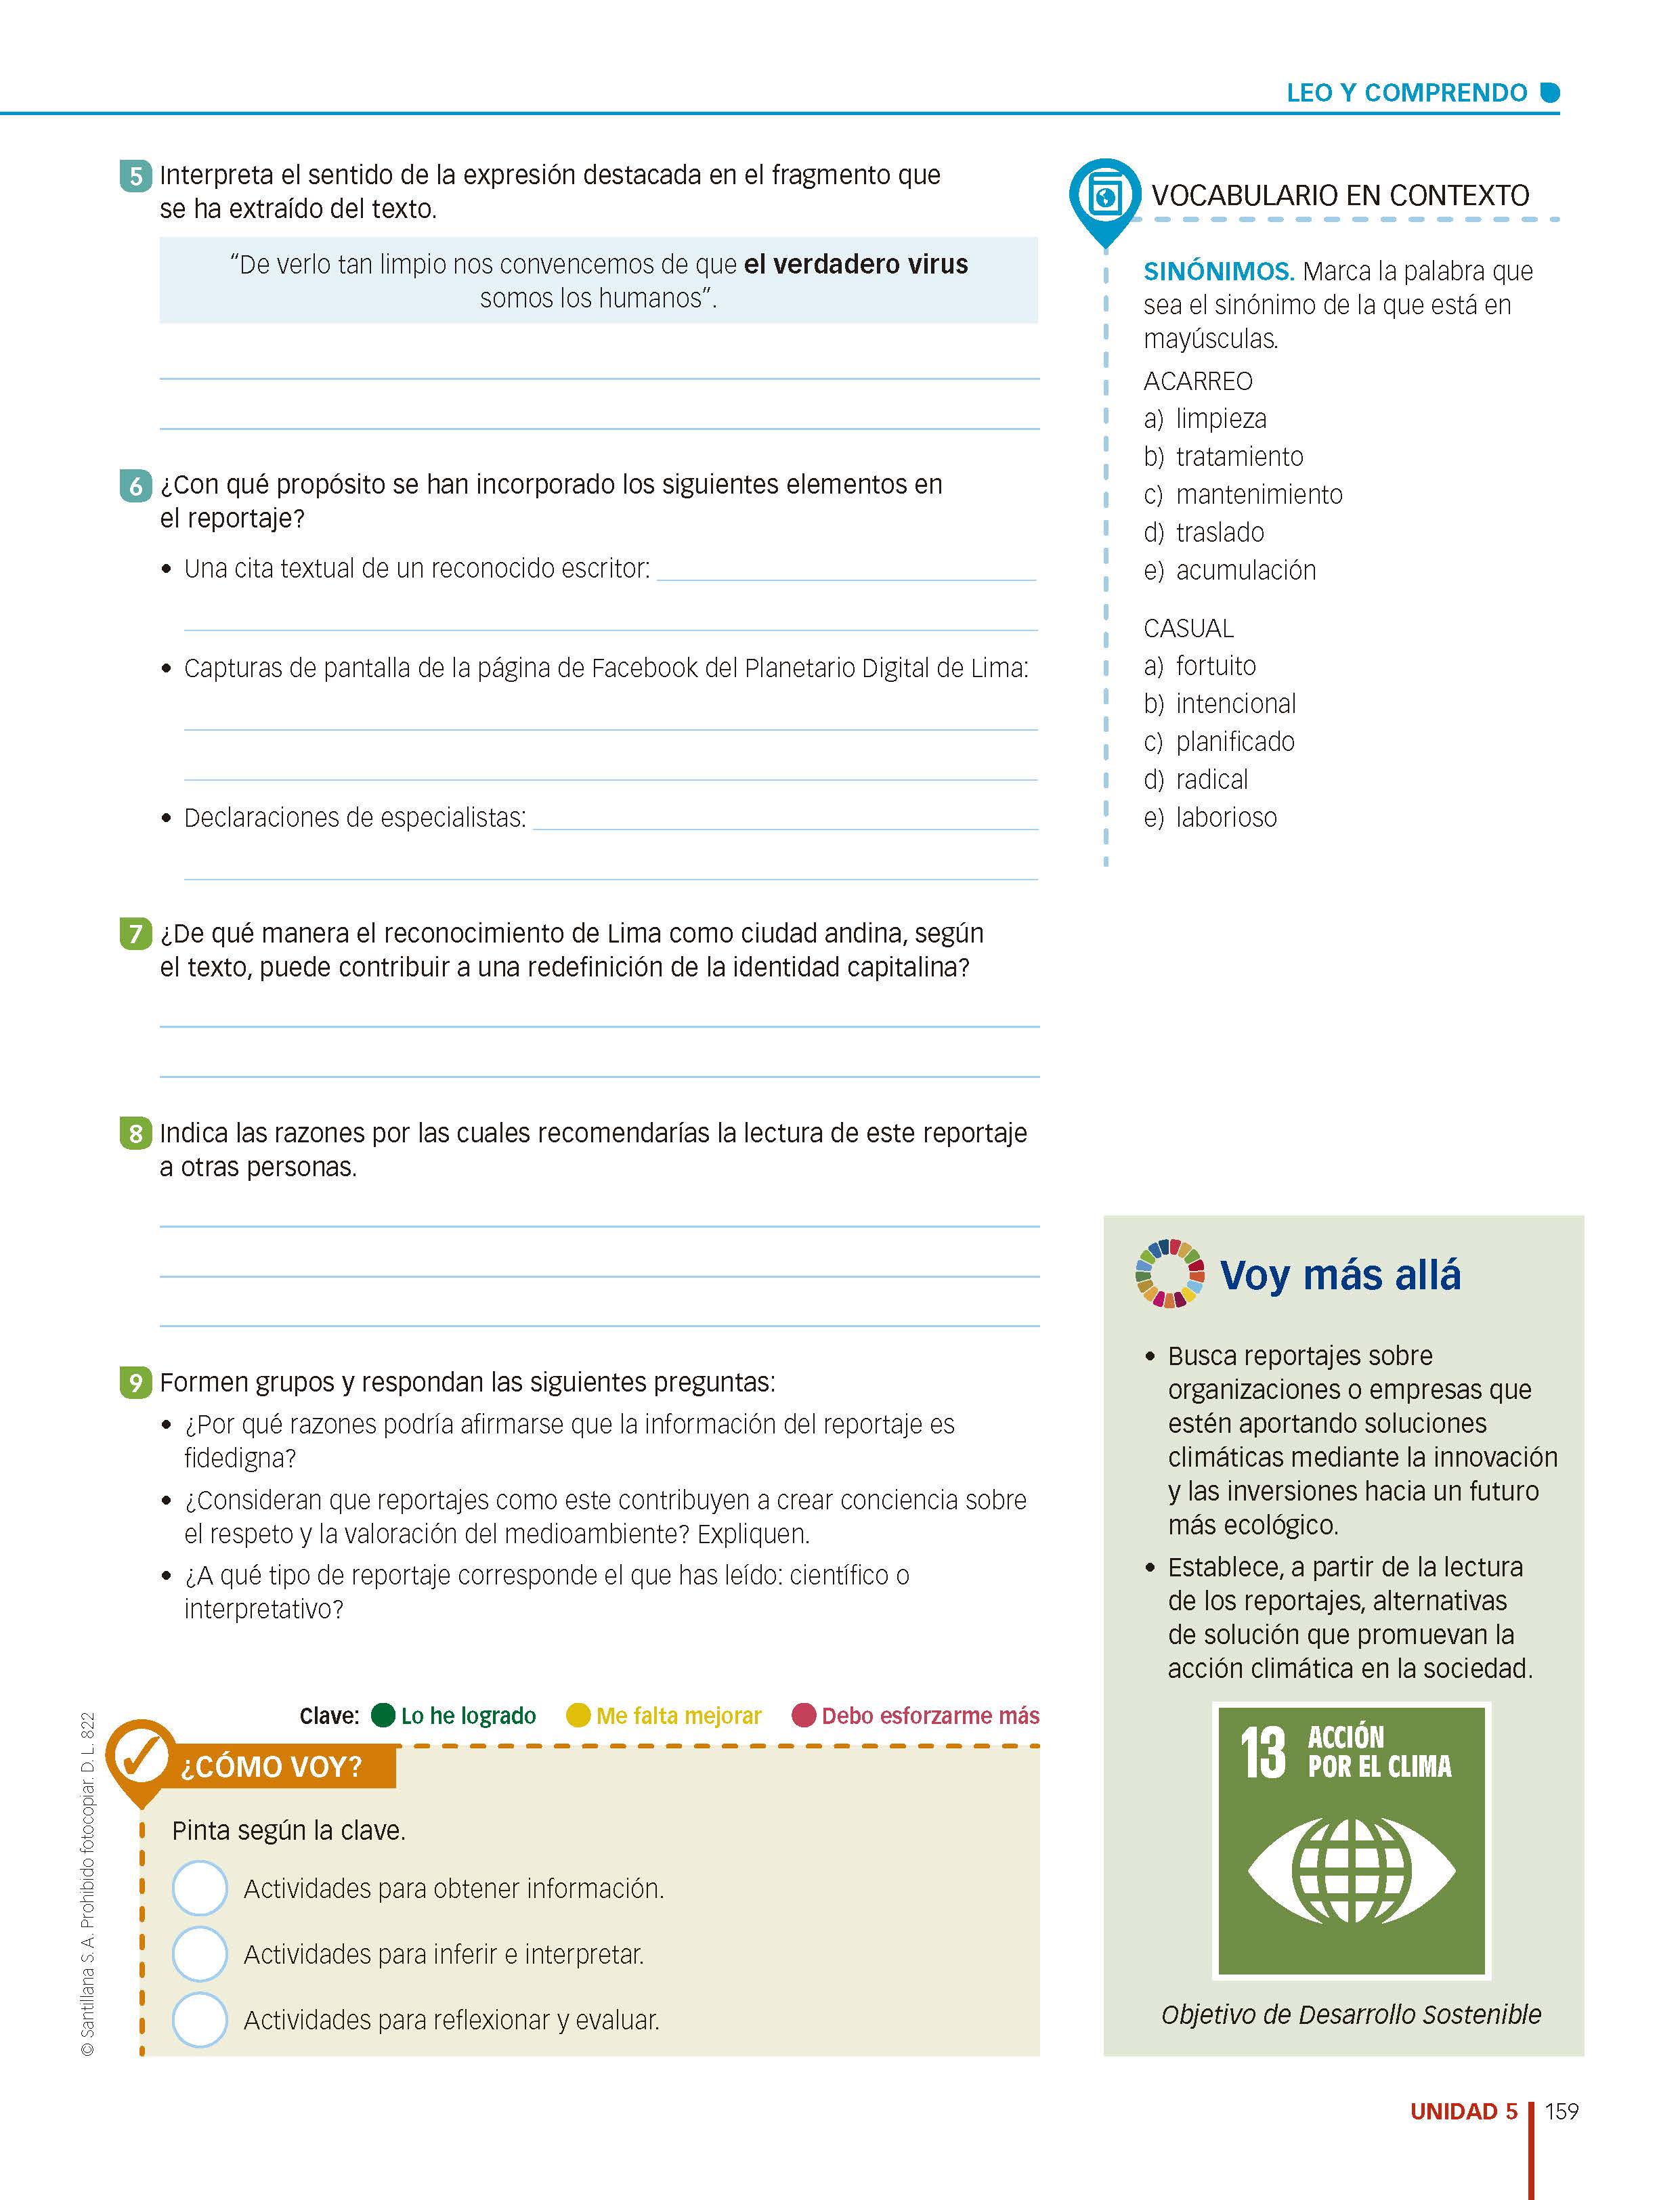 LEO Y COMPRENDO
5 Interpreta el sentido de la expresión destacada en el fragmento que
se ha extraído del texto.
“De verlo tan limpio nos convencemos de que el verdadero virus
somos los humanos”.
6 ¿Con qué propósito se han incorporado los siguientes elementos en
el reportaje?
• Una cita textual de un reconocido escritor:
• Capturas de pantalla de la página de Facebook del Planetario Digital de Lima:
• Declaraciones de especialistas:
7 ¿De qué manera el reconocimiento de Lima como ciudad andina, según
el texto, puede contribuir a una redefinición de la identidad capitalina?
8 Indica las razones por las cuales recomendarías la lectura de este reportaje
a otras personas.
9 Formen grupos y respondan las siguientes preguntas:
• ¿Por qué razones podría afirmarse que la información del reportaje es
fidedigna?
• ¿Consideran que reportajes como este contribuyen a crear conciencia sobre
el respeto y la valoración del medioambiente? Expliquen.
• ¿A qué tipo de reportaje corresponde el que has leído: científico o
interpretativo?
Clave: Lo he logrado Me falta mejorar Debo esforzarme más
¿CÓMO VOY?
Pinta según la clave.
Actividades para obtener información.
Actividades para inferir e interpretar.
Actividades para reflexionar y evaluar.
© Santillana S. A. Prohibido fotocopiar. D. L. 822
VOCABULARIO EN CONTEXTO
SINÓNIMOS. Marca la palabra que
sea el sinónimo de la que está en
mayúsculas.
ACARREO
a) limpieza
b) tratamiento
c) mantenimiento
d) traslado
e) acumulación
CASUAL
a) fortuito
b) intencional
c) planificado
d) radical
e) laborioso
Voy más allá
• Busca reportajes sobre
organizaciones o empresas que
estén aportando soluciones
climáticas mediante la innovación
y las inversiones hacia un futuro
más ecológico.
• Establece, a partir de la lectura
de los reportajes, alternativas
de solución que promuevan la
acción climática en la sociedad.
13 ACCIÓN
POR EL CLIMA
Objetivo de Desarrollo Sostenible
UNIDAD 5 159